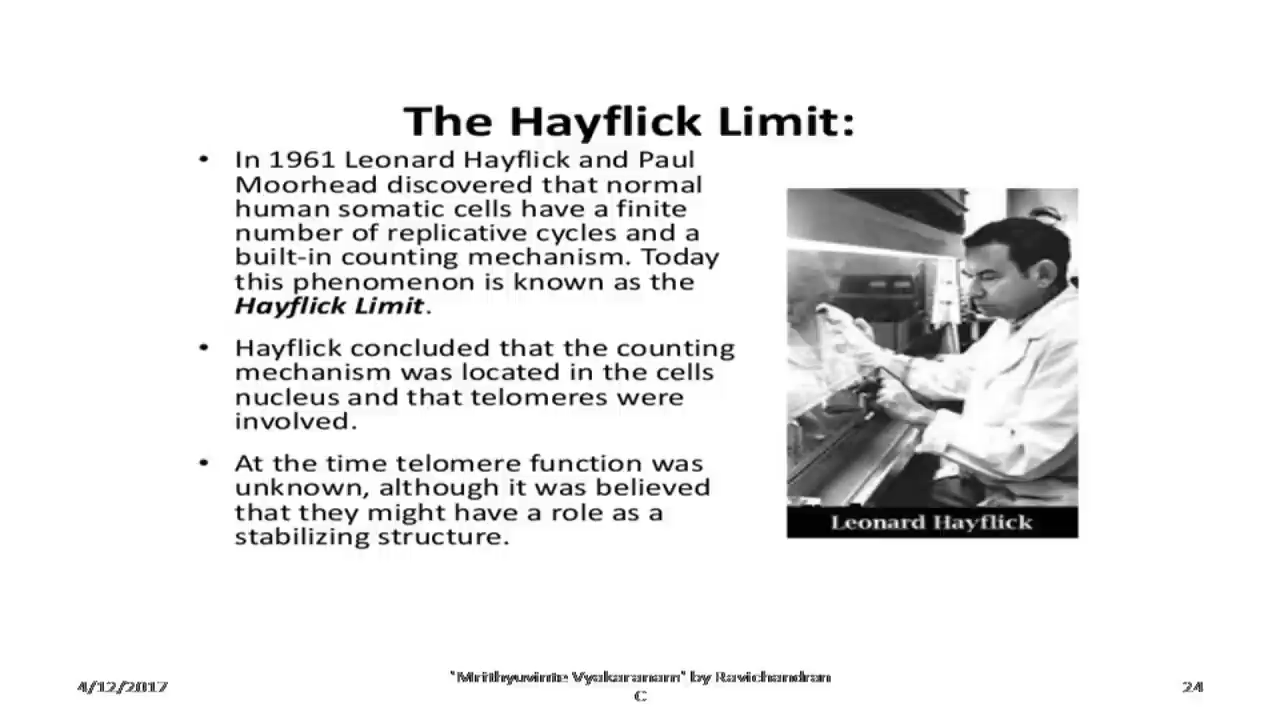 The Hayflick Limit:
• In 1961 Leonard Hayflick and Paul
Moorhead discovered that normal
human somatic cells have a finite
number of replicative cycles and a
built-in counting mechanism. Today
this phenomenon is known as the
Hayflick Limit.
• Hayflick concluded that the counting
mechanism was located in the cells
nucleus and that telomeres were
involved.
• At the time telomere function was
unknown, although it was believed
that they might have a role as a
stabilizing structure.
Leonard Hayflick
4/12/2017
"Mrithyuvinte Vyakaranam" by Ravichandran
C
24